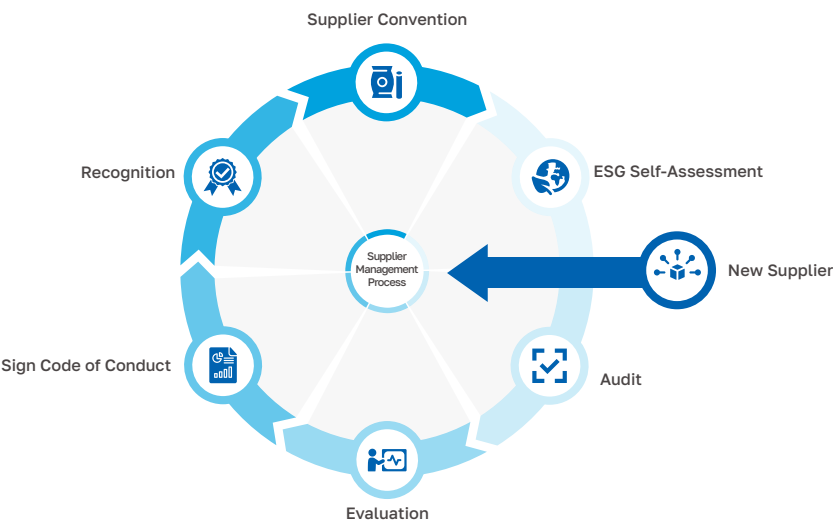 Supplier Convention
Recognition
ESG Self-Assessment
Supplier
Management
Process
New Supplier
Sign Code of Conduct
Audit
Evaluation